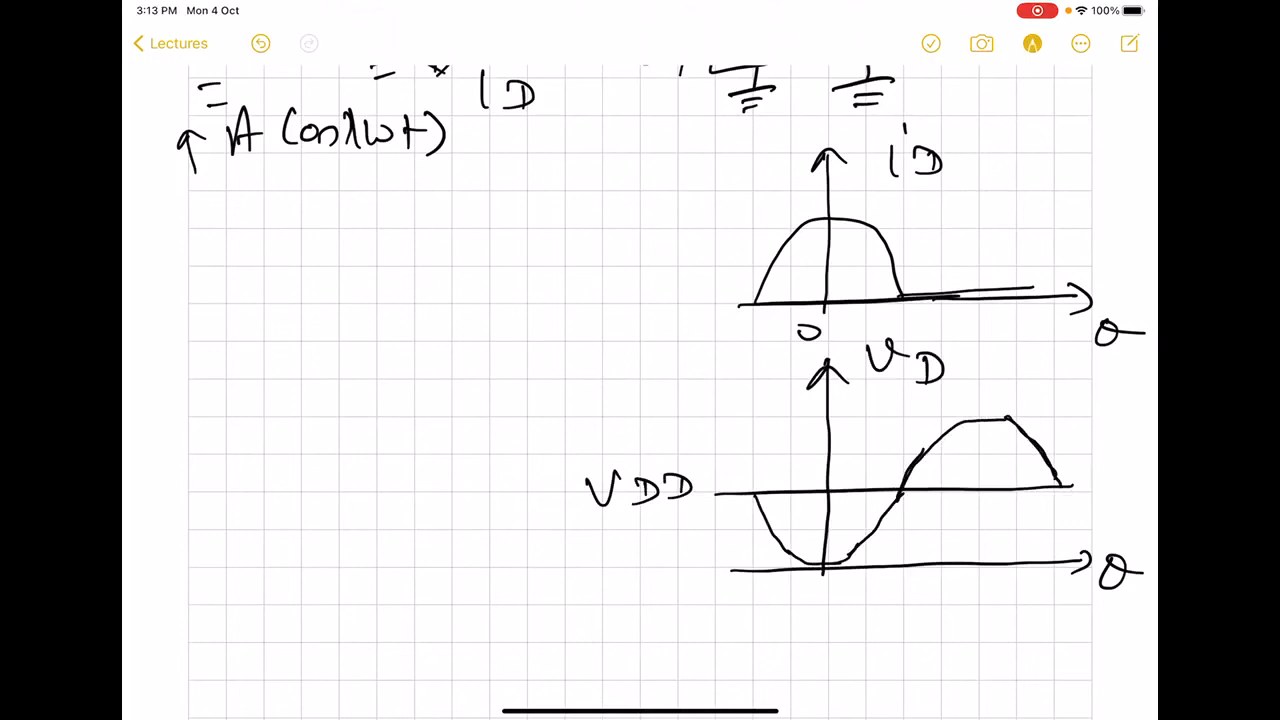 3:13 PM Mon 4 Oct
100%
Lectures
iD
A Cos(ωt)
iD
0
θ
VD
VDD
θ